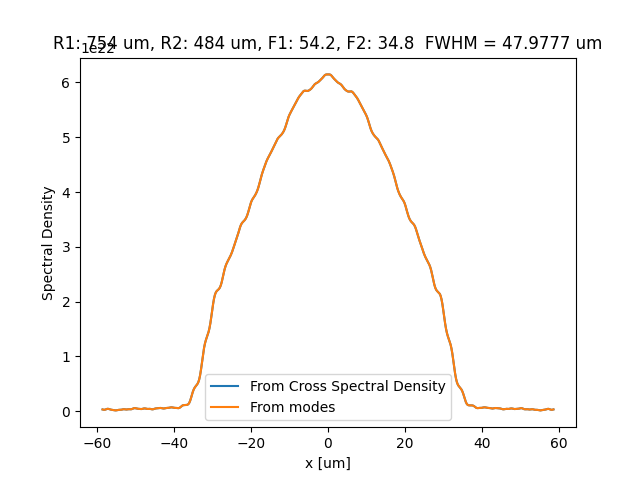 R1: 754 um, R2: 484 um, F1: 54.2, F2: 34.8  FWHM = 47.9777 um
1e22
6
5
4
3
2
1
0
Spectral Density
From Cross Spectral Density
From modes
−60 −40 −20 0 20 40 60
x [um]